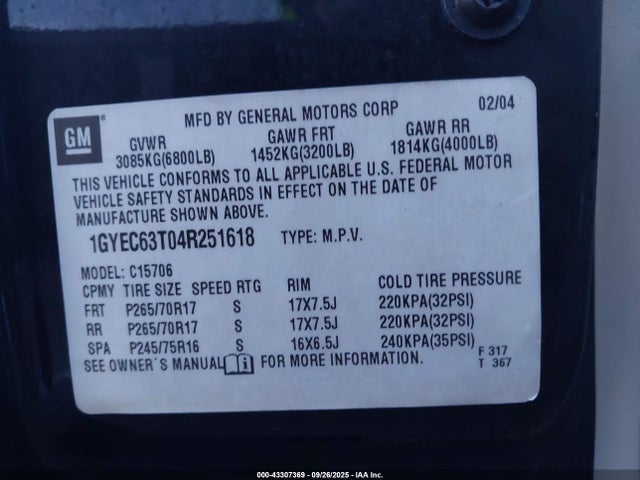 MFD BY GENERAL MOTORS CORP 02/04
GM
GVWR GAWR FRT GAWR RR
3085KG(6800LB) 1452KG(3200LB) 1814KG(4000LB)
THIS VEHICLE CONFORMS TO ALL APPLICABLE U.S. FEDERAL MOTOR
VEHICLE SAFETY STANDARDS IN EFFECT ON THE DATE OF
MANUFACTURE SHOWN ABOVE.
1GYEC63T04R251618 TYPE: M.P.V.
MODEL: C15706
CPMY TIRE SIZE SPEED RTG RIM COLD TIRE PRESSURE
FRT P265/70R17 S 17X7.5J 220KPA(32PSI)
RR P265/70R17 S 17X7.5J 220KPA(32PSI)
SPA P245/75R16 S 16X6.5J 240KPA(35PSI)
SEE OWNER´S MANUAL i FOR MORE INFORMATION.
F 317
T 367
000-43307369 - 09/26/2025 - IAA Inc.